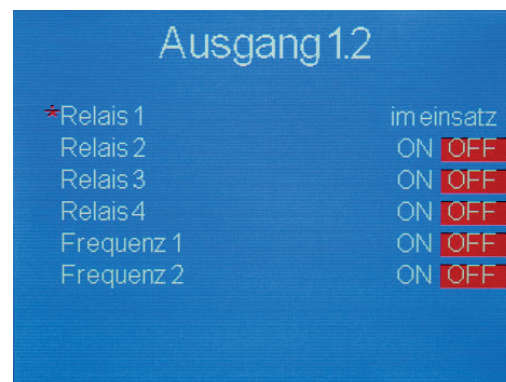 Ausgang 1.2
*Relais 1 im einsatz
Relais 2 ON OFF
Relais 3 ON OFF
Relais 4 ON OFF
Frequenz 1 ON OFF
Frequenz 2 ON OFF